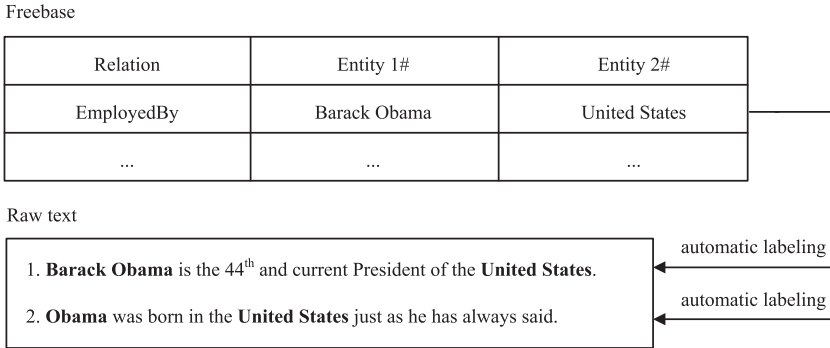 Freebase
Relation Entity 1# Entity 2#
EmployedBy Barack Obama United States
... ... ...
Raw text
automatic labeling
1. Barack Obama is the 44th and current President of the United States.
automatic labeling
2. Obama was born in the United States just as he has always said.